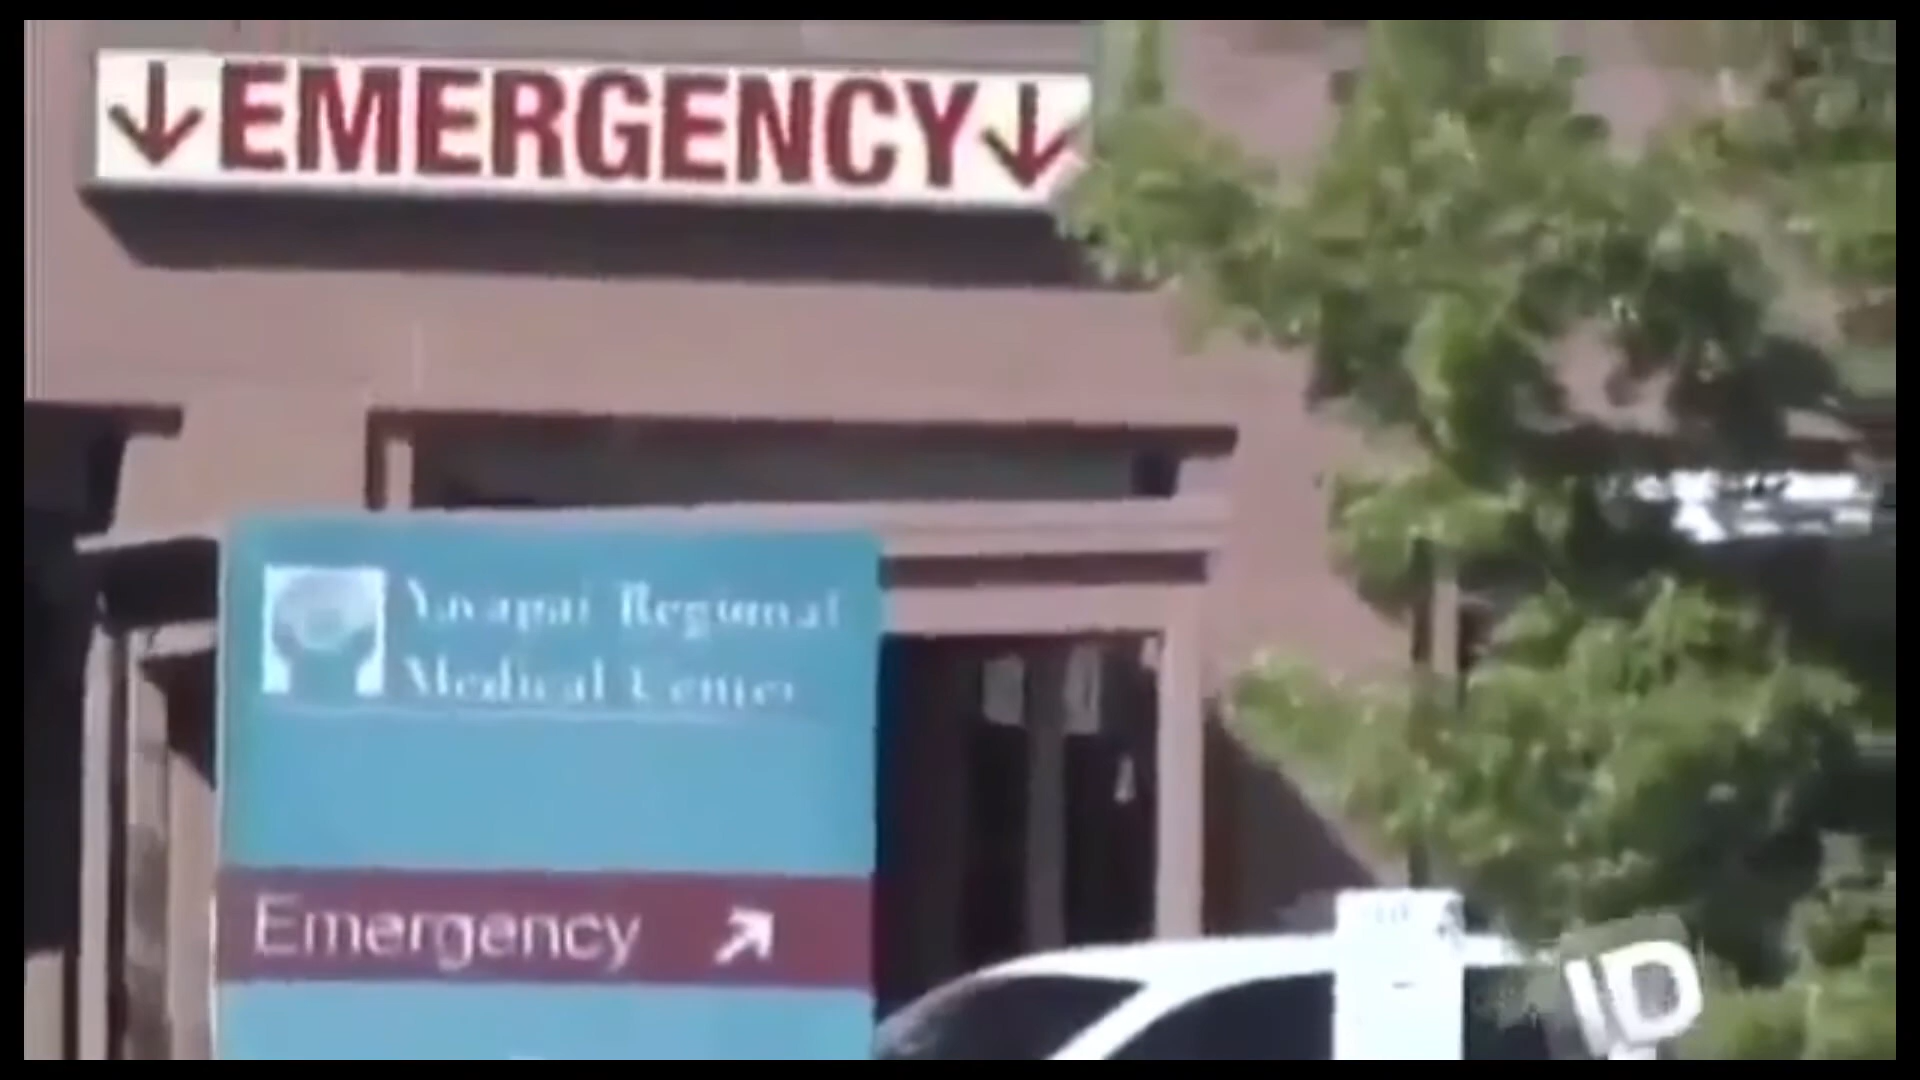 ↓EMERGENCY↓
Yavapai Regional
Medical Center
Emergency ↗
ID